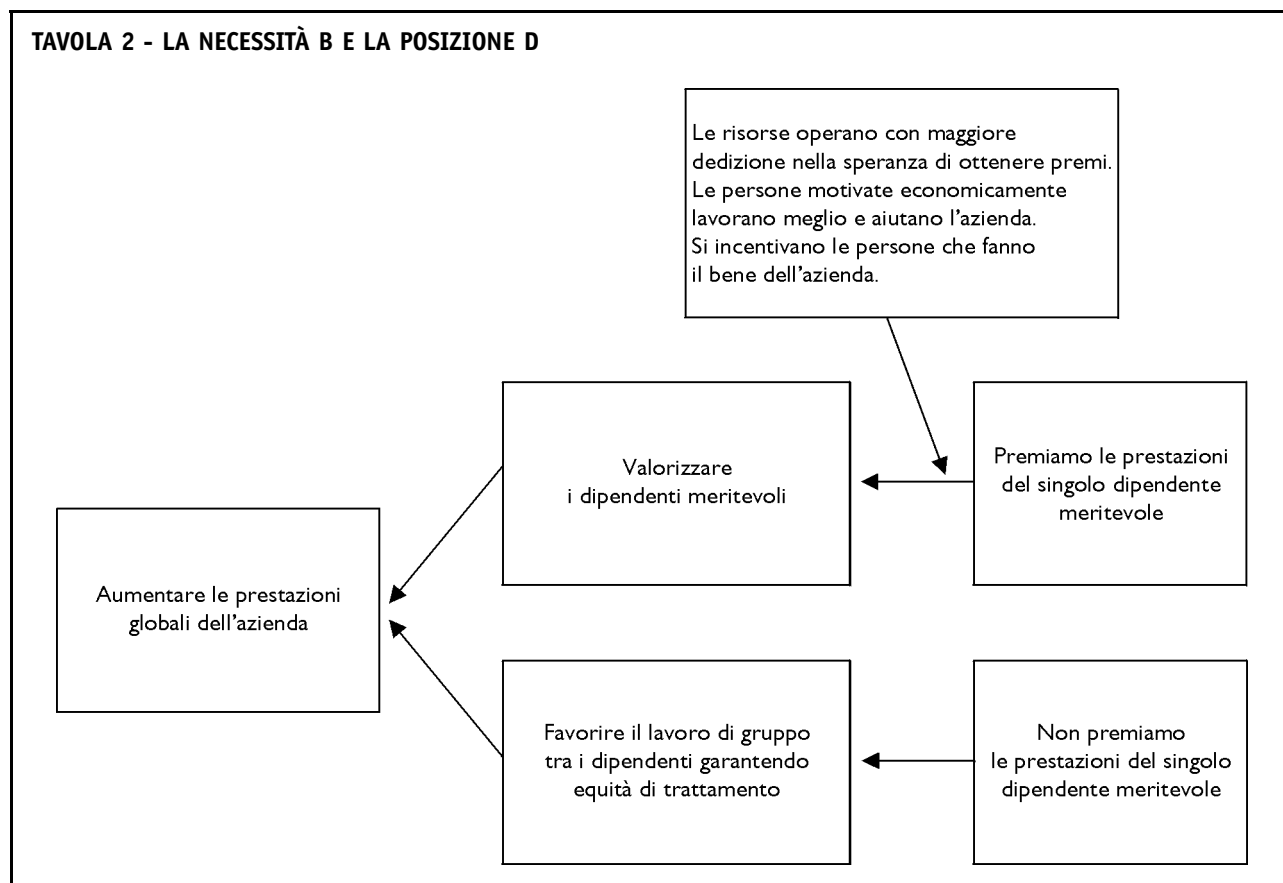 TAVOLA 2 - LA NECESSITÀ B E LA POSIZIONE D
Le risorse operano con maggiore
dedizione nella speranza di ottenere premi.
Le persone motivate economicamente
lavorano meglio e aiutano l'azienda.
Si incentivano le persone che fanno
il bene dell'azienda.
Valorizzare
i dipendenti meritevoli
Premiamo le prestazioni
del singolo dipendente
meritevole
Aumentare le prestazioni
globali dell'azienda
Favorire il lavoro di gruppo
tra i dipendenti garantendo
equità di trattamento
Non premiamo
le prestazioni del singolo
dipendente meritevole